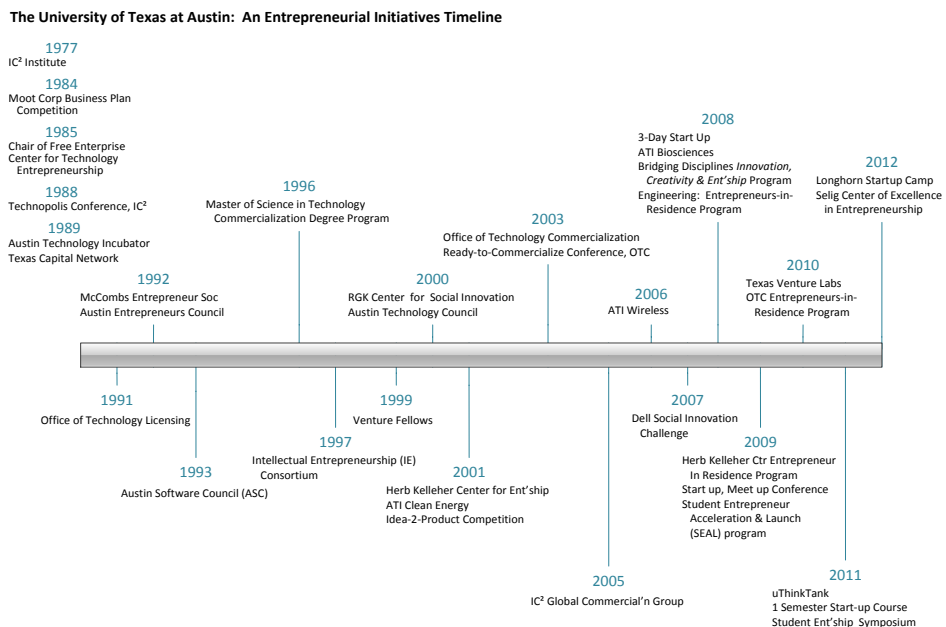 The University of Texas at Austin:  An Entrepreneurial Initiatives Timeline
1977
IC² Institute
1984
Moot Corp Business Plan
Competition
1985
Chair of Free Enterprise
Center for Technology
Entrepreneurship
1988
Technopolis Conference, IC²
1989
Austin Technology Incubator
Texas Capital Network
1992
McCombs Entrepreneur Soc
Austin Entrepreneurs Council
1996
Master of Science in Technology
Commercialization Degree Program
2000
RGK Center for  Social Innovation
Austin Technology Council
2003
Office of Technology Commercialization
Ready-to-Commercialize Conference, OTC
2006
ATI Wireless
2008
3-Day Start Up
ATI Biosciences
Bridging Disciplines Innovation,
Creativity & Ent'ship Program
Engineering:  Entrepreneurs-in-
Residence Program
2010
Texas Venture Labs
OTC Entrepreneurs-in-
Residence Program
2012
Longhorn Startup Camp
Selig Center of Excellence
in Entrepreneurship
1991
Office of Technology Licensing
1993
Austin Software Council (ASC)
1997
Intellectual Entrepreneurship (IE)
Consortium
1999
Venture Fellows
2001
Herb Kelleher Center for Ent'ship
ATI Clean Energy
Idea-2-Product Competition
2005
IC² Global Commercial'n Group
2007
Dell Social Innovation
Challenge
2009
Herb Kelleher Ctr Entrepreneur
In Residence Program
Start up, Meet up Conference
Student Entrepreneur
Acceleration & Launch
(SEAL) program
2011
uThinkTank
1 Semester Start-up Course
Student Ent'ship  Symposium